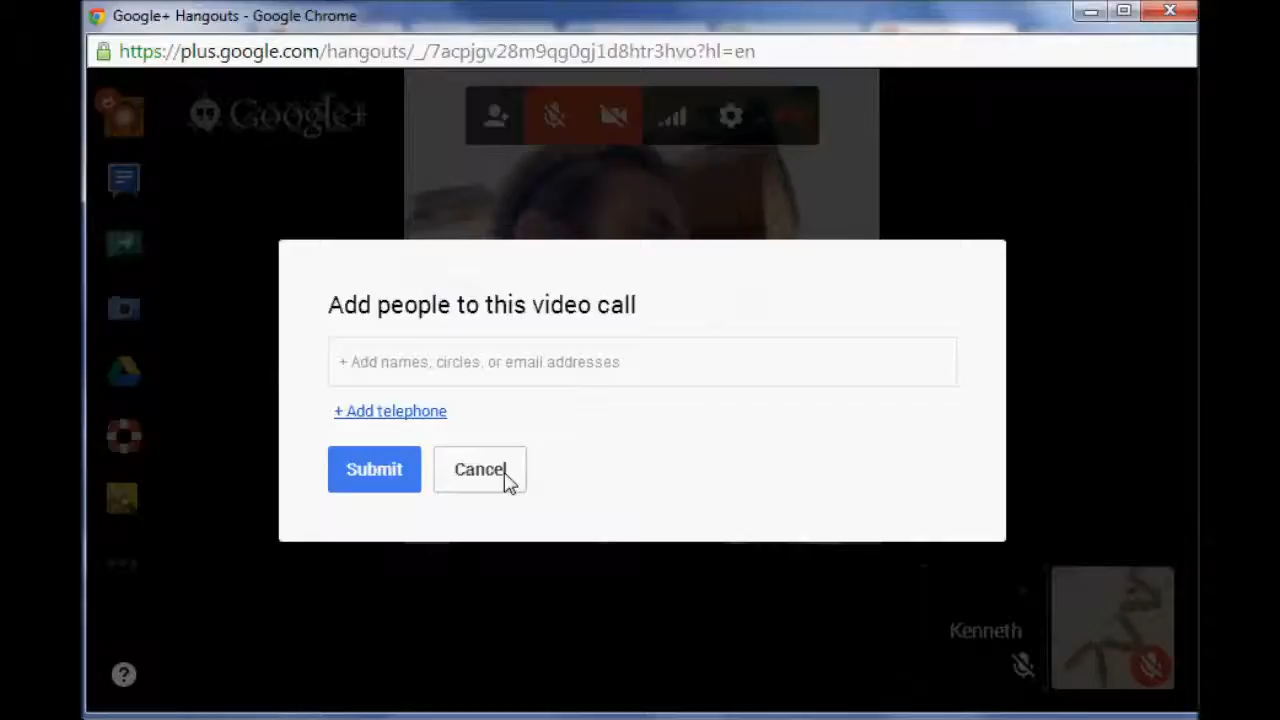 Google+ Hangouts - Google Chrome
https://plus.google.com/hangouts/_/7acpjgv28m9qg0gj1d8htr3hvo?hl=en
Google+
Add people to this video call
+ Add names, circles, or email addresses
+ Add telephone
Submit
Cancel
Kenneth
?